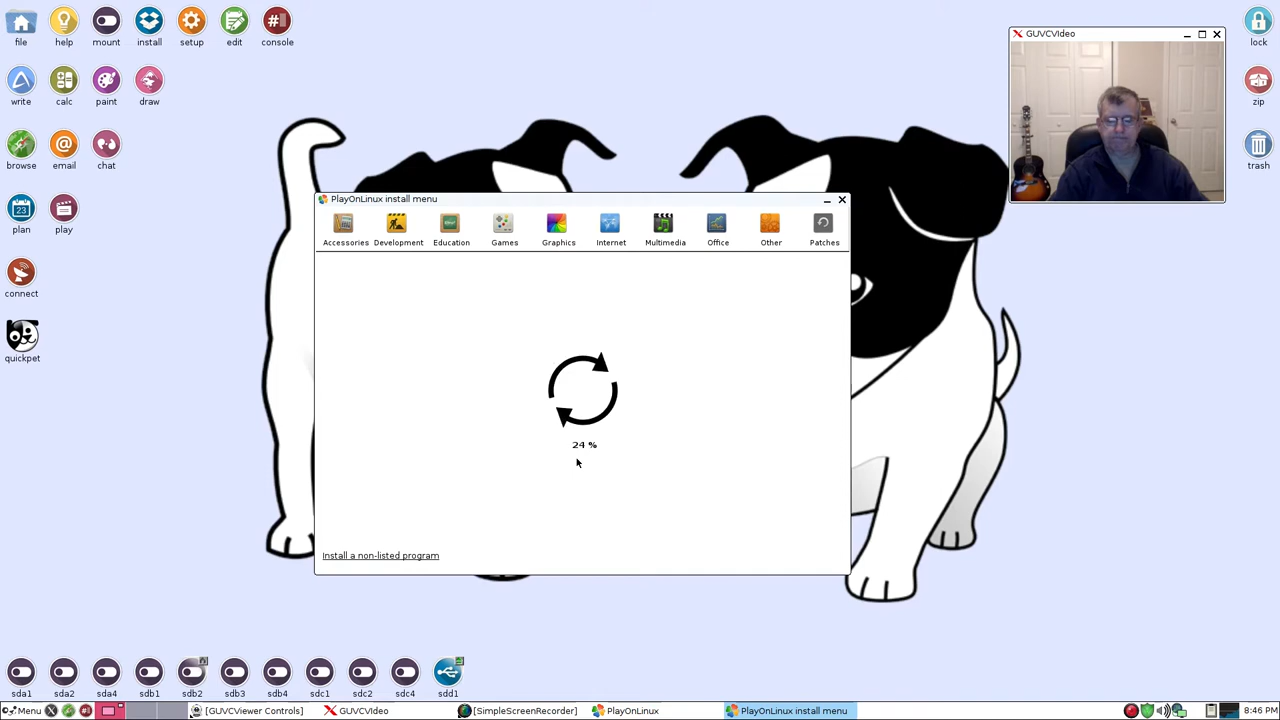 file help mount install setup edit console
GUVCVIdeo
lock
write calc paint draw
zip
browse email chat
trash
PlayOnLinux install menu
plan play
Accessories Development Education Games Graphics Internet Multimedia Office Other Patches
connect
quickpet
24 %
Install a non-listed program
sda1 sda2 sda4 sdb1 sdb2 sdb3 sdb4 sdc1 sdc2 sdc4 sdd1
Menu [GUVCViewer Controls] GUVCVIdeo [SimpleScreenRecorder] PlayOnLinux PlayOnLinux install menu 8:46 PM